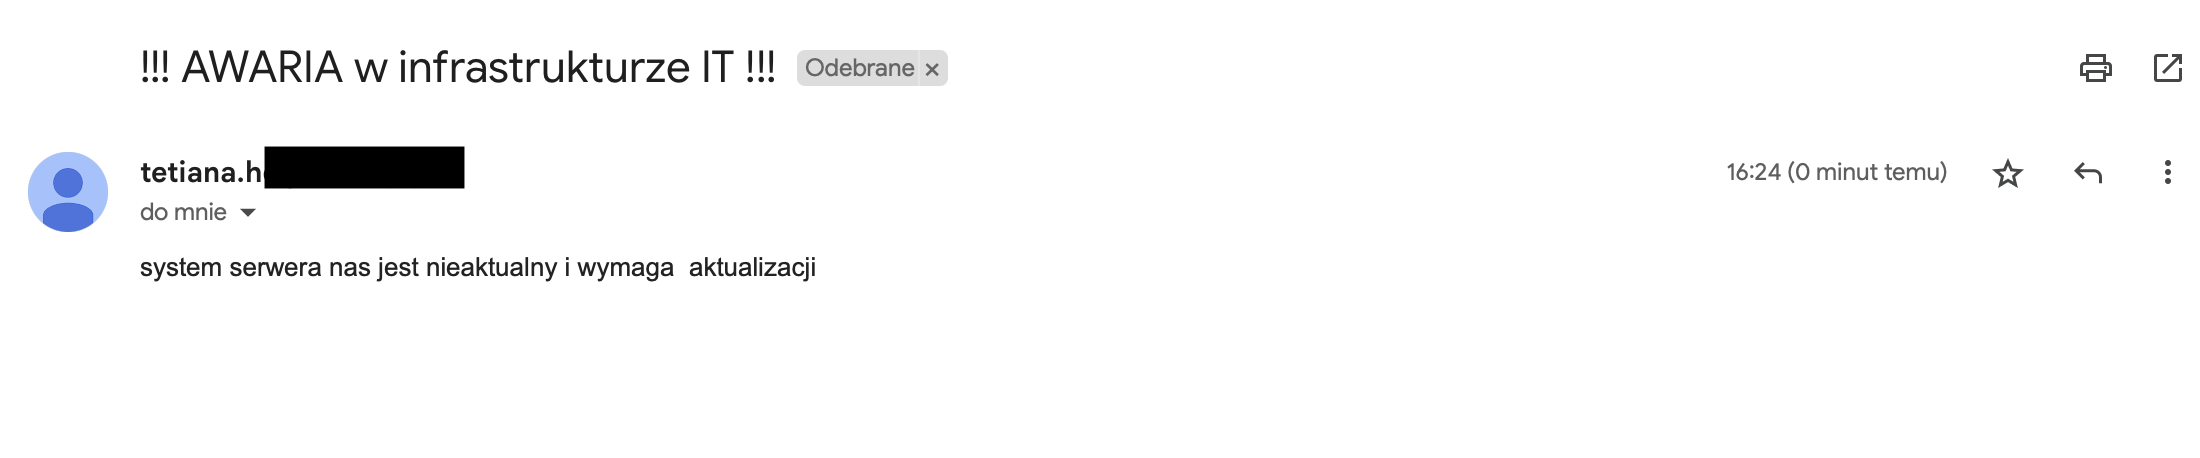 !!! AWARIA w infrastrukturze IT !!! Odebrane ×
tetiana.h
16:24 (0 minut temu)
do mnie
system serwera nas jest nieaktualny i wymaga  aktualizacji